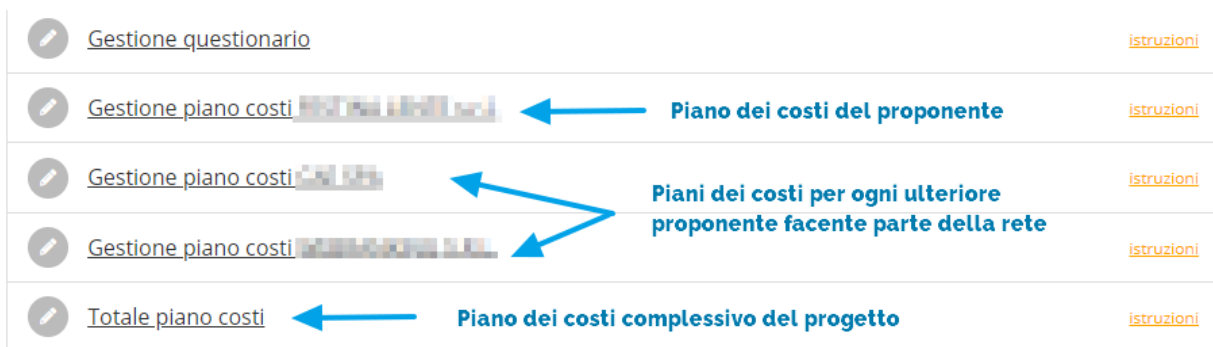 Gestione questionario istruzioni
Gestione piano costi Piano dei costi del proponente istruzioni
Gestione piano costi Piani dei costi per ogni ulteriore istruzioni
proponente facente parte della rete
Gestione piano costi istruzioni
Totale piano costi Piano dei costi complessivo del progetto istruzioni